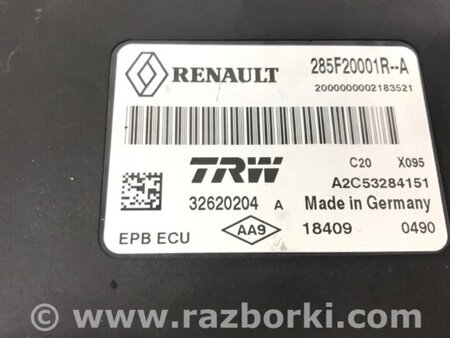 RENAULT 285F20001R--A
2000000002183521
TRW C20 X095
A2C53284151
32620204 A Made in Germany
EPB ECU AA9 18409 0490
© www.razborki.com